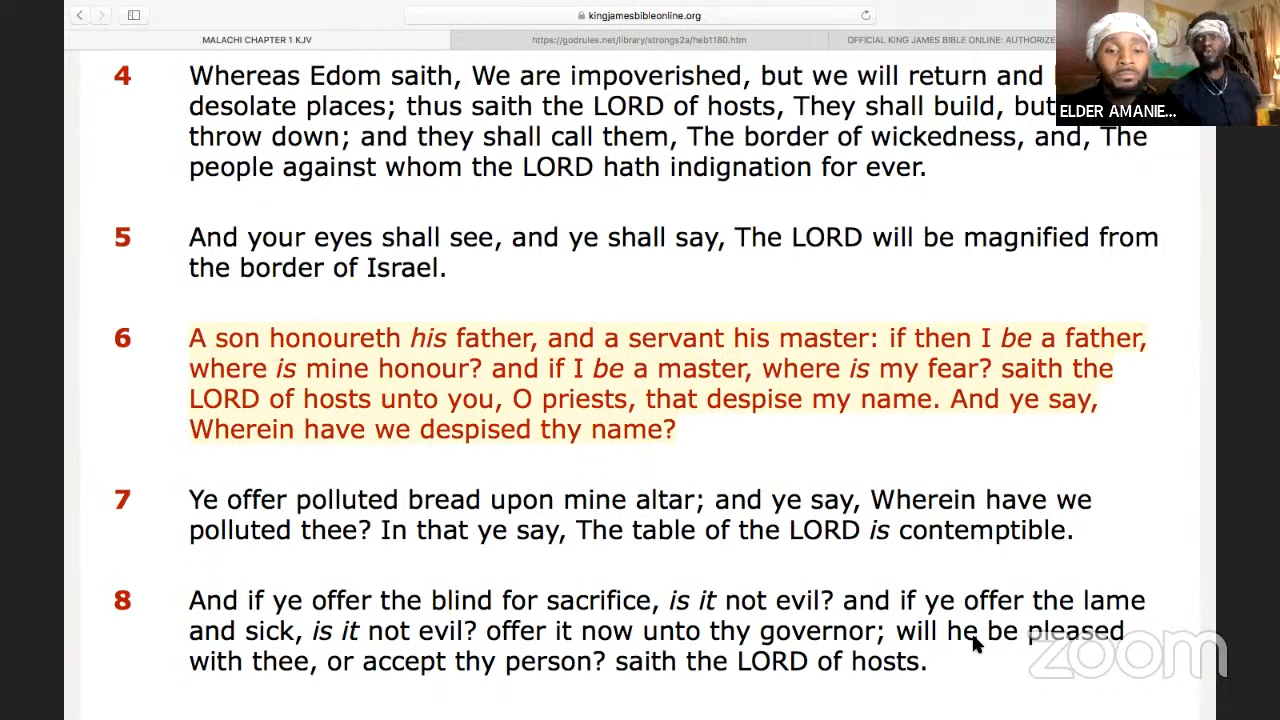 kingjamesbibleonline.org
MALACHI CHAPTER 1 KJV
https://godrules.net/library/strongs2a/heb1180.htm
OFFICIAL KING JAMES BIBLE ONLINE: AUTHORIZE
ELDER AMANIE...
4 Whereas Edom saith, We are impoverished, but we will return and
desolate places; thus saith the LORD of hosts, They shall build, but
throw down; and they shall call them, The border of wickedness, and, The
people against whom the LORD hath indignation for ever.
5 And your eyes shall see, and ye shall say, The LORD will be magnified from
the border of Israel.
6 A son honoureth his father, and a servant his master: if then I be a father,
where is mine honour? and if I be a master, where is my fear? saith the
LORD of hosts unto you, O priests, that despise my name. And ye say,
Wherein have we despised thy name?
7 Ye offer polluted bread upon mine altar; and ye say, Wherein have we
polluted thee? In that ye say, The table of the LORD is contemptible.
8 And if ye offer the blind for sacrifice, is it not evil? and if ye offer the lame
and sick, is it not evil? offer it now unto thy governor; will he be pleased
with thee, or accept thy person? saith the LORD of hosts.
zoom